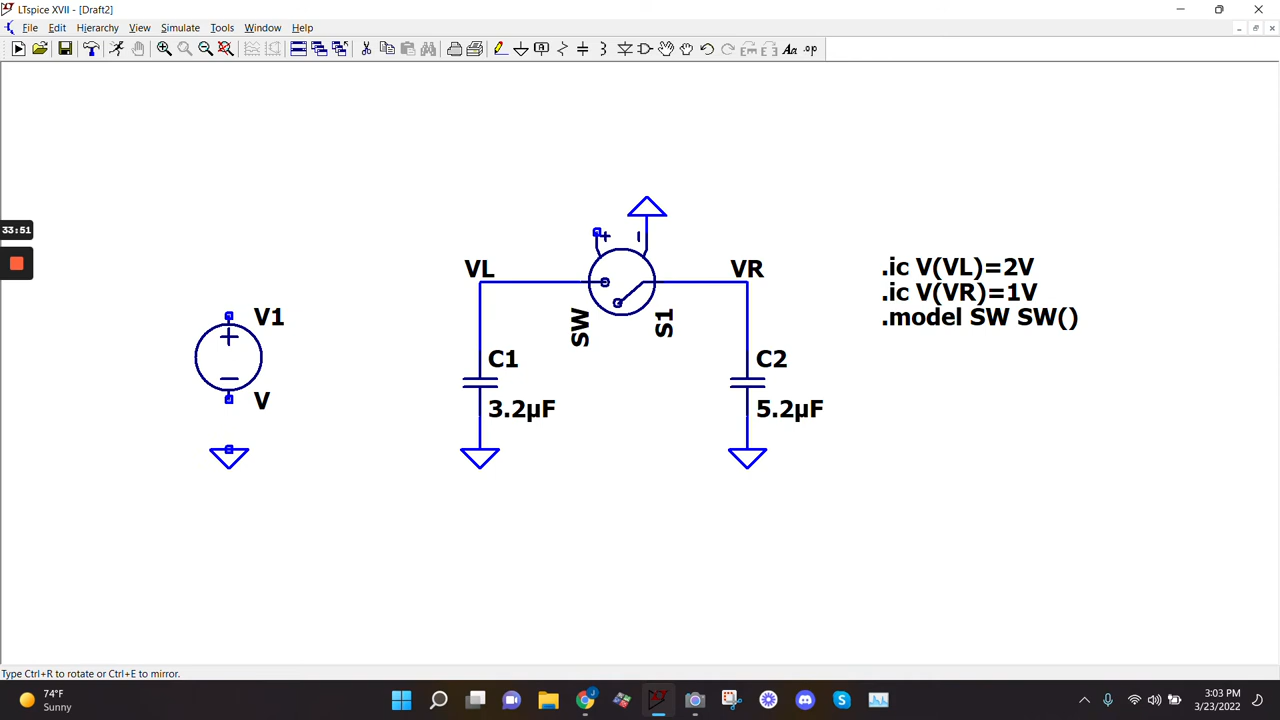 LTspice XVII - [Draft2]
File Edit Hierarchy View Simulate Tools Window Help
Aa .op
33:51
+
VL
VR
V1
+
V
SW
S1
C1
3.2µF
C2
5.2µF
.ic V(VL)=2V
.ic V(VR)=1V
.model SW SW()
Type Ctrl+R to rotate or Ctrl+E to mirror.
74°F
Sunny
3:03 PM
3/23/2022